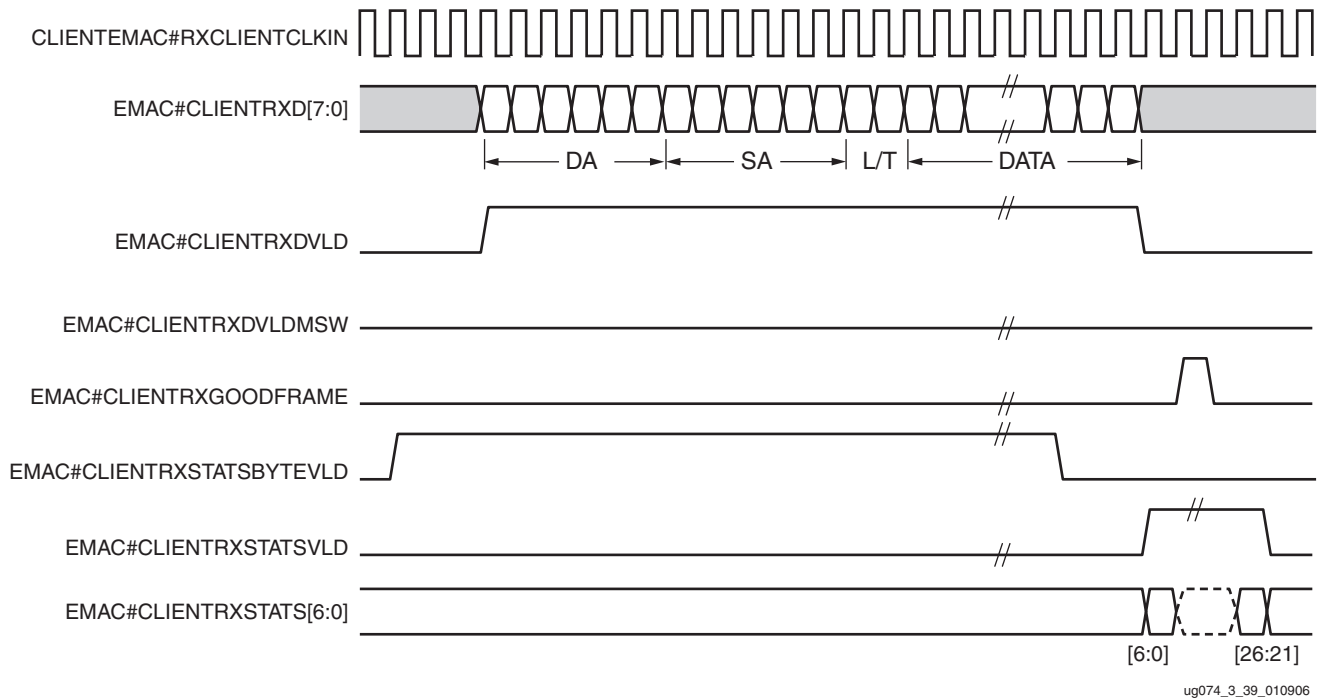 CLIENTEMAC#RXCLIENTCLKIN
EMAC#CLIENTRXD[7:0]
DA SA L/T DATA
EMAC#CLIENTRXDVLD
EMAC#CLIENTRXDVLDMSW
EMAC#CLIENTRXGOODFRAME
EMAC#CLIENTRXSTATSBYTEVLD
EMAC#CLIENTRXSTATSVLD
EMAC#CLIENTRXSTATS[6:0]
[6:0] [26:21]
ug074_3_39_010906